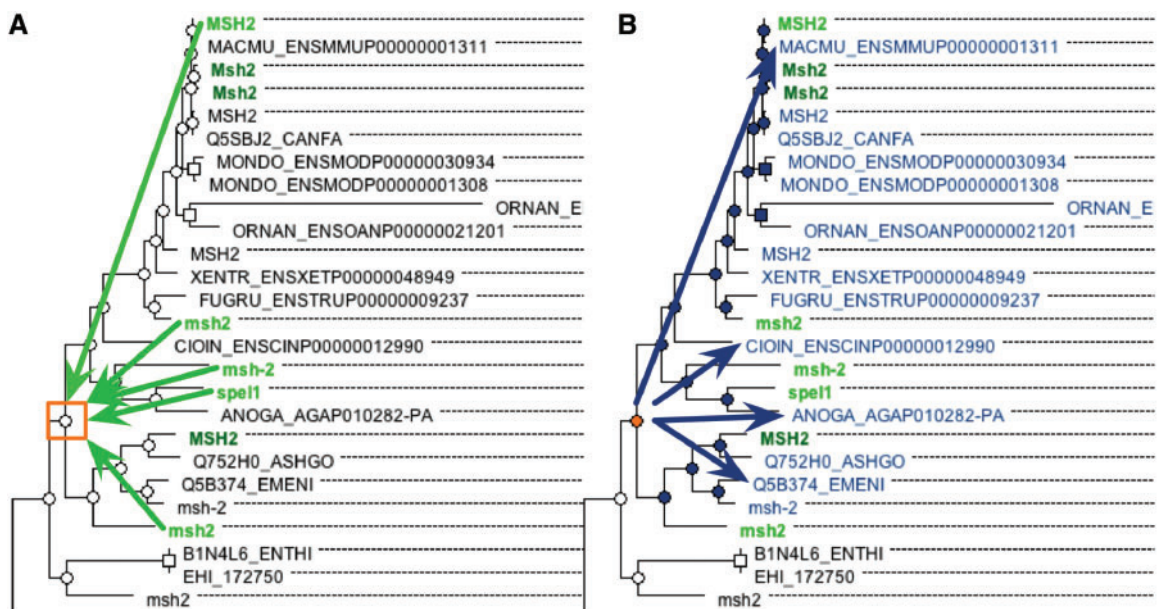 A
MSH2
MACMU_ENSMMUP00000001311
Msh2
Msh2
MSH2
Q5SBJ2_CANFA
MONDO_ENSMODP00000030934
MONDO_ENSMODP00000001308
ORNAN_E
ORNAN_ENSOANP00000021201
MSH2
XENTR_ENSXETP00000048949
FUGRU_ENSTRUP00000009237
msh2
CIOIN_ENSCINP00000012990
msh-2
spel1
ANOGA_AGAP010282-PA
MSH2
Q752H0_ASHGO
Q5B374_EMENI
msh-2
msh2
B1N4L6_ENTHI
EHI_172750
msh2
B
MSH2
MACMU_ENSMMUP00000001311
Msh2
Msh2
MSH2
Q5SBJ2_CANFA
MONDO_ENSMODP00000030934
MONDO_ENSMODP00000001308
ORNAN_E
ORNAN_ENSOANP00000021201
MSH2
XENTR_ENSXETP00000048949
FUGRU_ENSTRUP00000009237
msh2
CIOIN_ENSCINP00000012990
msh-2
spel1
ANOGA_AGAP010282-PA
MSH2
Q752H0_ASHGO
Q5B374_EMENI
msh-2
msh2
B1N4L6_ENTHI
EHI_172750
msh2